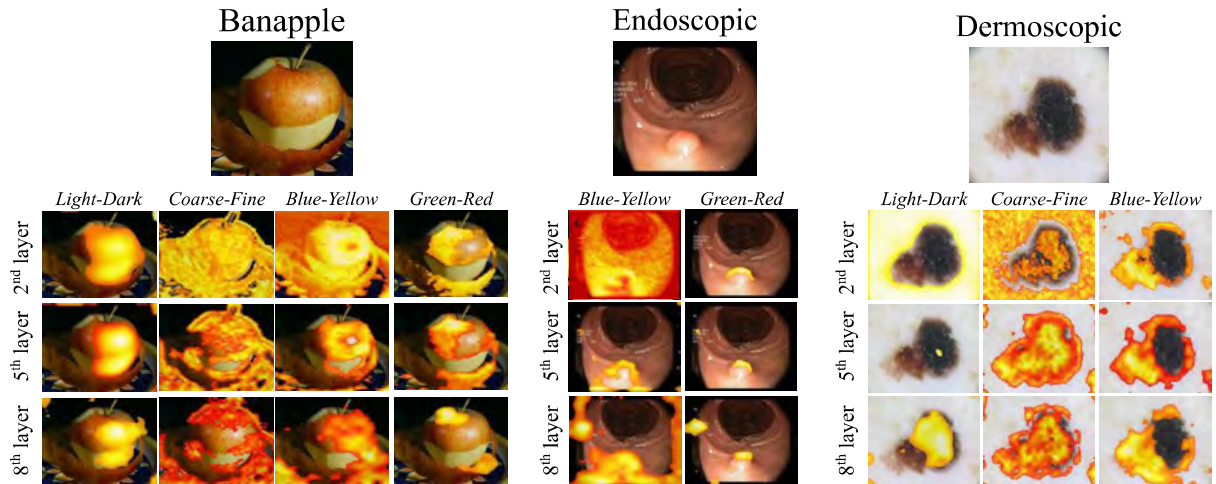 Banapple
Endoscopic
Dermoscopic
Light-Dark
Coarse-Fine
Blue-Yellow
Green-Red
Blue-Yellow
Green-Red
Light-Dark
Coarse-Fine
Blue-Yellow
2nd layer
2nd layer
2nd layer
5th layer
5th layer
5th layer
8th layer
8th layer
8th layer